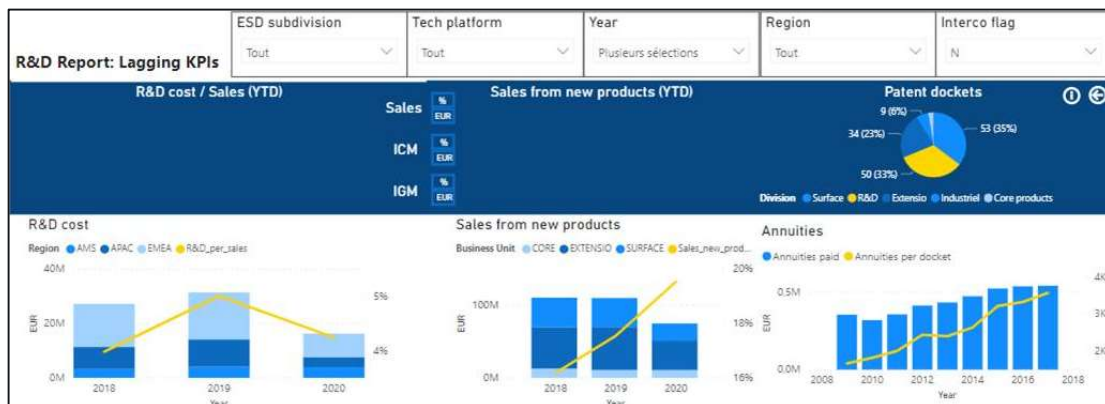 ESD subdivision
Tout
Tech platform
Tout
Year
Plusieurs sélections
Region
Tout
Interco flag
N
R&D Report: Lagging KPIs
R&D cost / Sales (YTD)
Sales
%
EUR
ICM
%
EUR
IGM
%
EUR
Sales from new products (YTD)
Patent dockets
9 (6%)
34 (23%)
53 (35%)
50 (33%)
Division Surface R&D Extensio Industriel Core products
R&D cost
Region AMS APAC EMEA R&D_per_sales
40M
20M
0M
EUR
5%
4%
2018 2019 2020
Year
Sales from new products
Business Unit CORE EXTENSIO SURFACE Sales_new_prod...
100M
0M
EUR
20%
18%
16%
2018 2019 2020
Year
Annuities
Annuities paid Annuities per docket
0.5M
0.0M
EUR
4K
3K
2K
2008 2010 2012 2014 2016 2018
Year